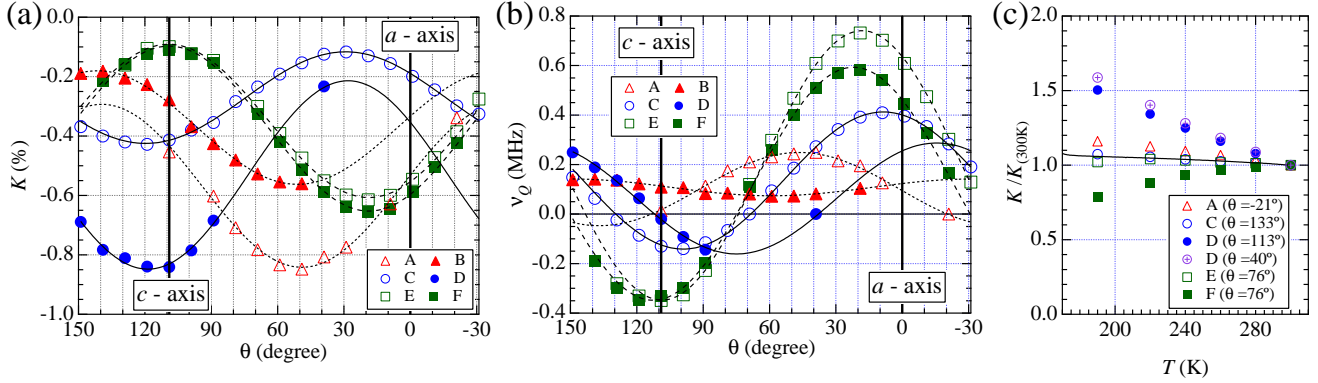 (a)
0.0
-0.2
-0.4
-0.6
-0.8
-1.0
K (%)
a - axis
c - axis
A B
C D
E F
150 120 90 60 30 0 -30
θ (degree)
(b)
0.8
0.6
0.4
0.2
0.0
-0.2
-0.4
νQ (MHz)
c - axis
A B
C D
E F
a - axis
150 120 90 60 30 0 -30
θ (degree)
(c)
2.0
1.5
1.0
0.5
0.0
K / K(300K)
A (θ =-21º)
C (θ =133º)
D (θ =113º)
D (θ =40º)
E (θ =76º)
F (θ =76º)
200 240 280
T (K)